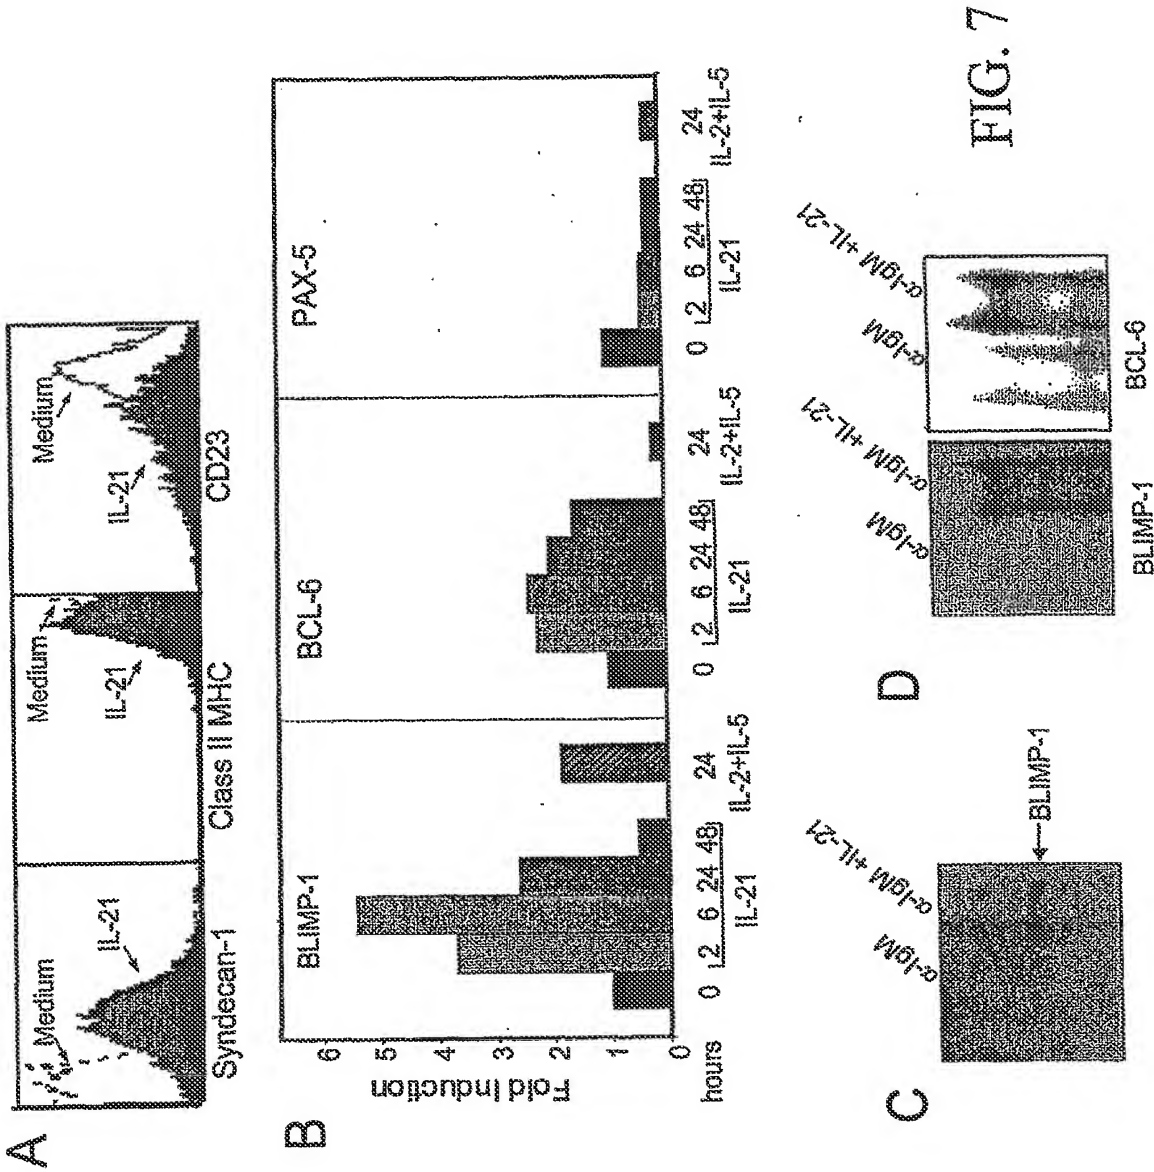 A
Medium
IL-21
Syndecan-1
Medium
IL-21
Class II MHC
Medium
IL-21
CD23
B
Fold Induction
6
5
4
3
2
1
0
hours
BLIMP-1
0 2 6 24 48 24
IL-21 IL-2+IL-5
BCL-6
0 2 6 24 48 24
IL-21 IL-2+IL-5
PAX-5
0 2 6 24 48 24
IL-21 IL-2+IL-5
C
α-IgM
α-IgM +IL-21
BLIMP-1
D
α-IgM
α-IgM +IL-21
α-IgM
α-IgM +IL-21
BLIMP-1
BCL-6
FIG. 7